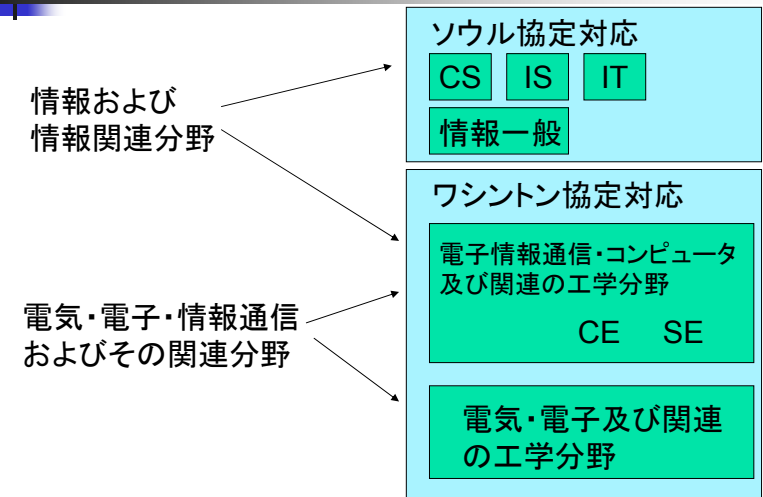 ソウル協定対応
CS IS IT
情報一般
情報および
情報関連分野
ワシントン協定対応
電子情報通信・コンピュータ
及び関連の工学分野
CE SE
電気・電子・情報通信
およびその関連分野
電気・電子及び関連
の工学分野